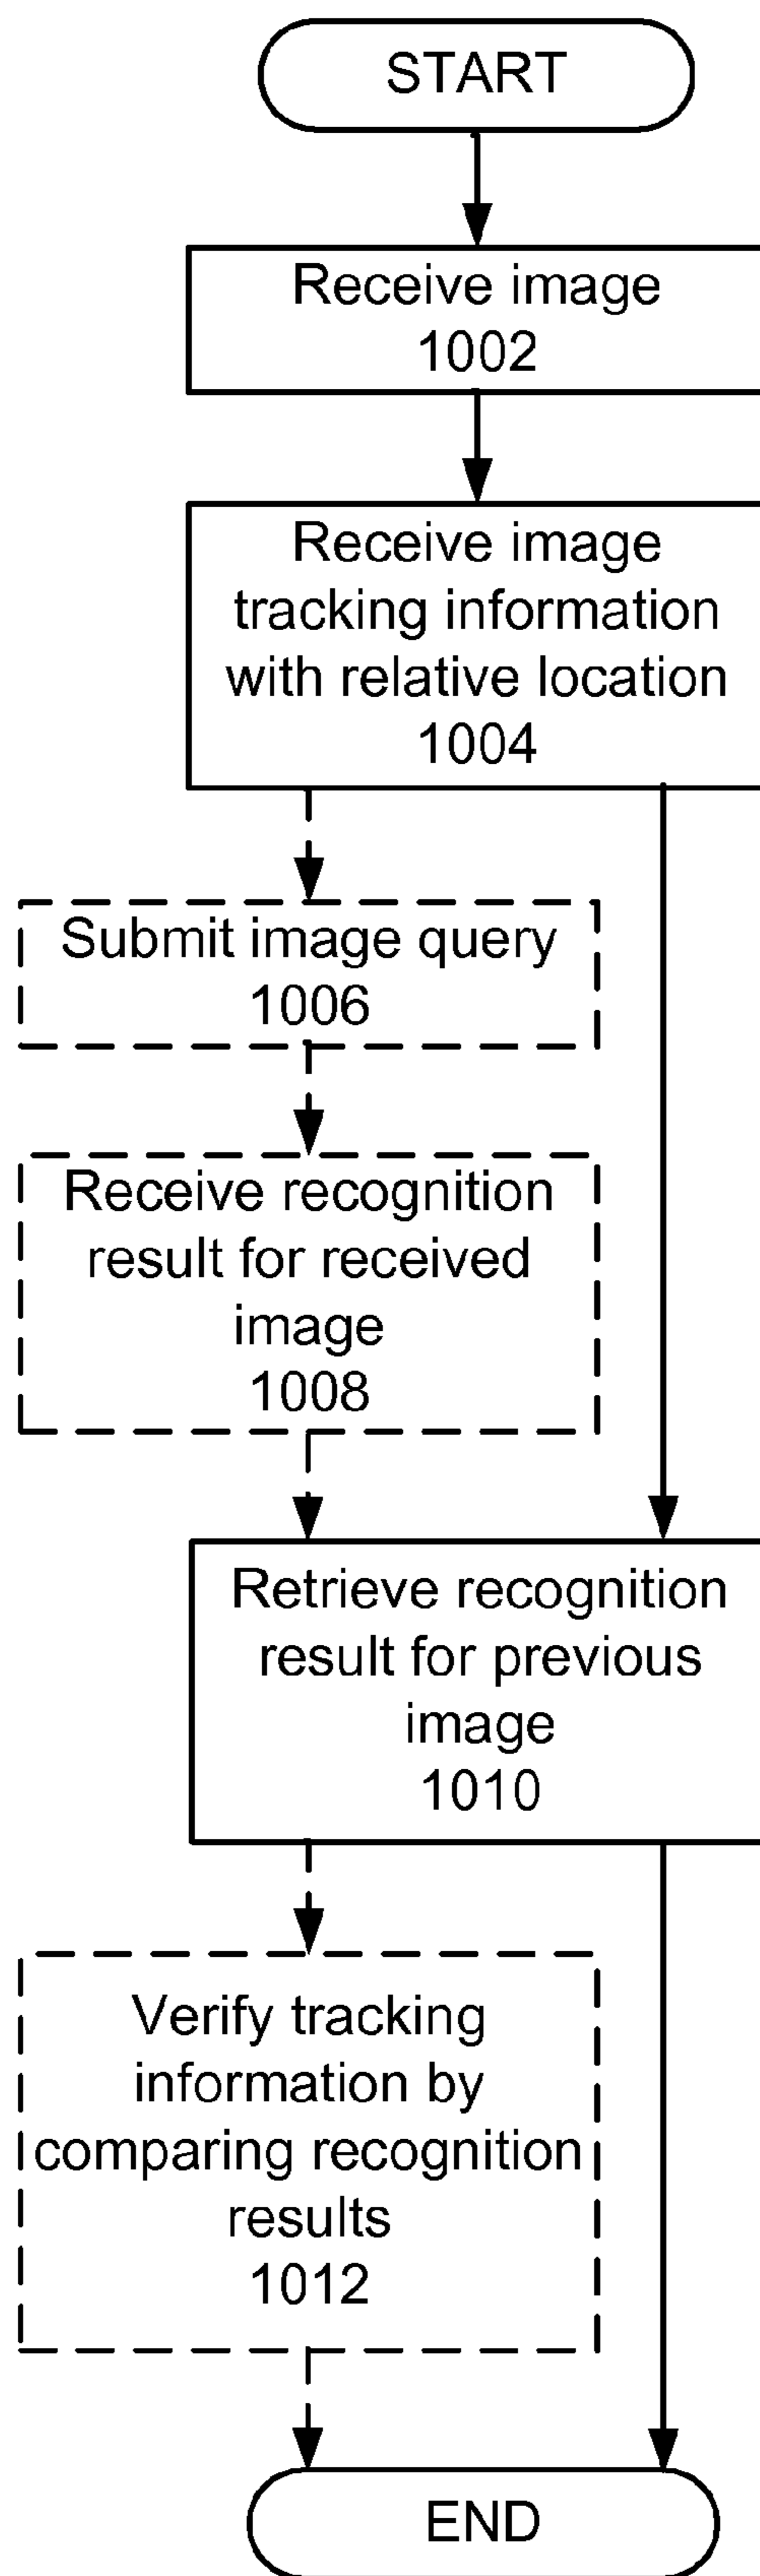 START
Receive image
1002
Receive image
tracking information
with relative location
1004
Submit image query
1006
Receive recognition
result for received
image
1008
Retrieve recognition
result for previous
image
1010
Verify tracking
information by
comparing recognition
results
1012
END